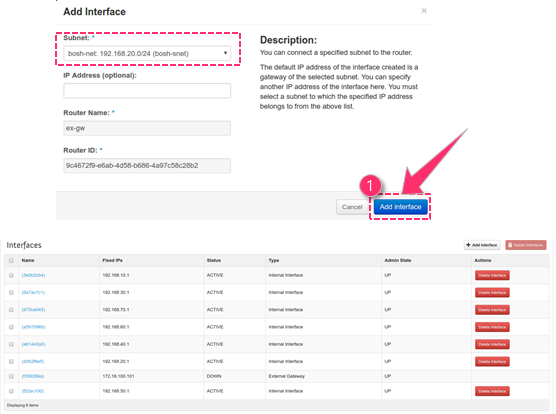 Add Interface
×
Subnet: *
bosh-net: 192.168.20.0/24 (bosh-snet)
IP Address (optional):
Router Name: *
ex-gw
Router ID: *
9c4672f9-e6ab-4d58-b686-4a97c58c28b2
Description:
You can connect a specified subnet to the router.
The default IP address of the interface created is a
gateway of the selected subnet. You can specify
another IP address of the interface here. You must
select a subnet to which the specified IP address
belongs to from the above list.
1
Cancel
Add interface
Interfaces
+ Add Interface
Delete Interfaces
Name Fixed IPs Status Type Admin State Actions
192.168.10.1 ACTIVE Internal Interface UP Delete Interface
192.168.30.1 ACTIVE Internal Interface UP Delete Interface
192.168.70.1 ACTIVE Internal Interface UP Delete Interface
192.168.60.1 ACTIVE Internal Interface UP Delete Interface
192.168.40.1 ACTIVE Internal Interface UP Delete Interface
192.168.20.1 ACTIVE Internal Interface UP Delete Interface
172.16.100.101 DOWN External Gateway UP
192.168.50.1 ACTIVE Internal Interface UP Delete Interface
Displaying 8 items